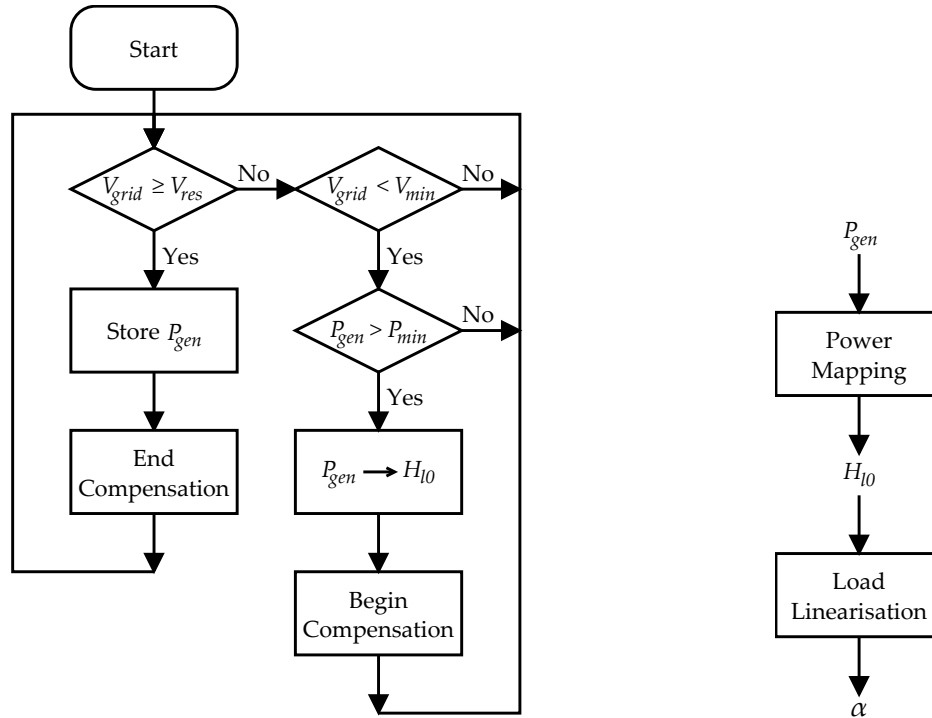 Start
V_grid ≥ V_res
No
V_grid < V_min
No
Yes
Yes
Store P_gen
P_gen > P_min
No
Yes
End
Compensation
P_gen → H_l0
Begin
Compensation
P_gen
Power
Mapping
H_l0
Load
Linearisation
α